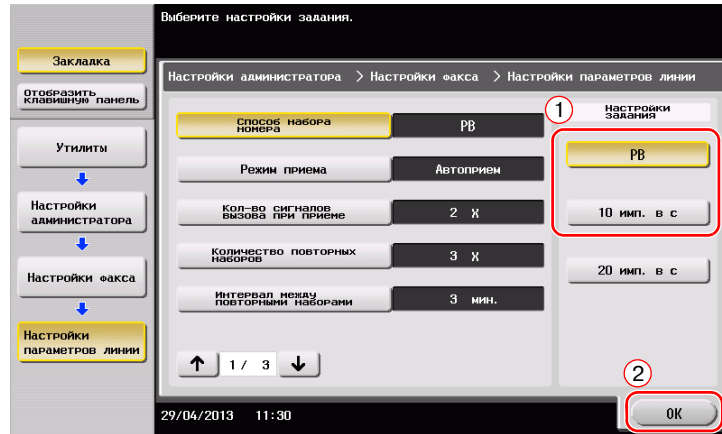 Выберите настройки задания.
Закладка
Отобразить
клавишную панель
Утилиты
Настройки
администратора
Настройки факса
Настройки
параметров линии
Настройки администратора > Настройки факса > Настройки параметров линии
Способ набора
номера
PB
Режим приема
Автоприем
Кол-во сигналов
вызова при приеме
2 X
Количество повторных
наборов
3 X
Интервал между
повторными наборами
3 мин.
↑ 1/ 3 ↓
1
Настройки
задания
PB
10 имп. в с
20 имп. в с
2
OK
29/04/2013 11:30